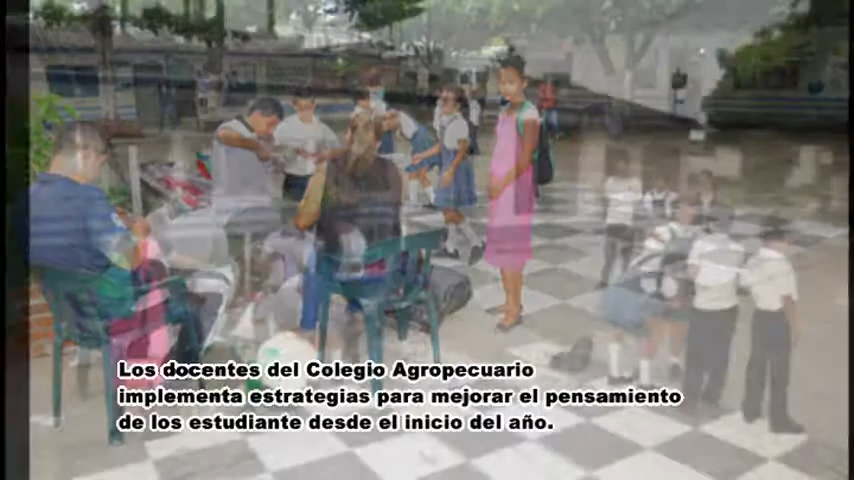 Los docentes del Colegio Agropecuario
implementa estrategias para mejorar el pensamiento
de los estudiante desde el inicio del año.